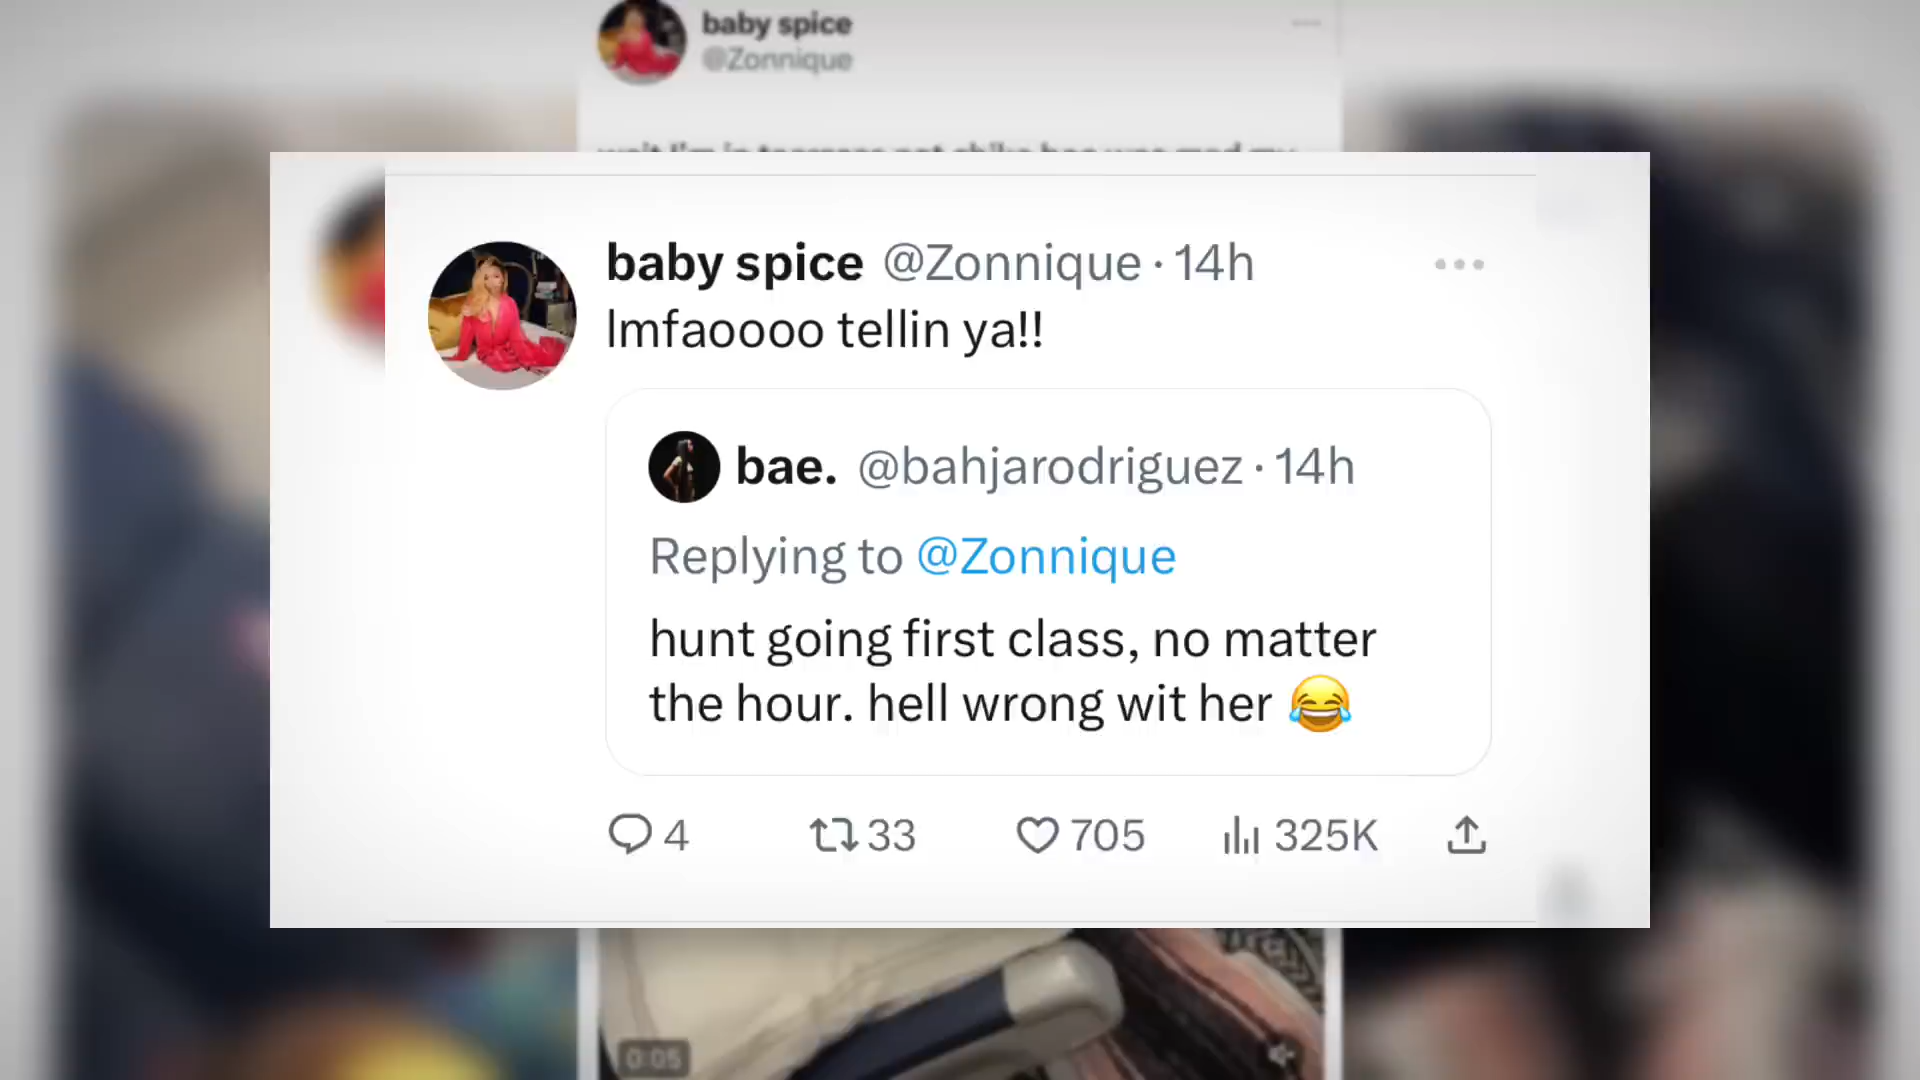 baby spice
@Zonnique
baby spice @Zonnique · 14h
lmfaoooo tellin ya!!
bae. @bahjarodriguez · 14h
Replying to @Zonnique
hunt going first class, no matter
the hour. hell wrong wit her 😂
4 33 705 325K
0:05